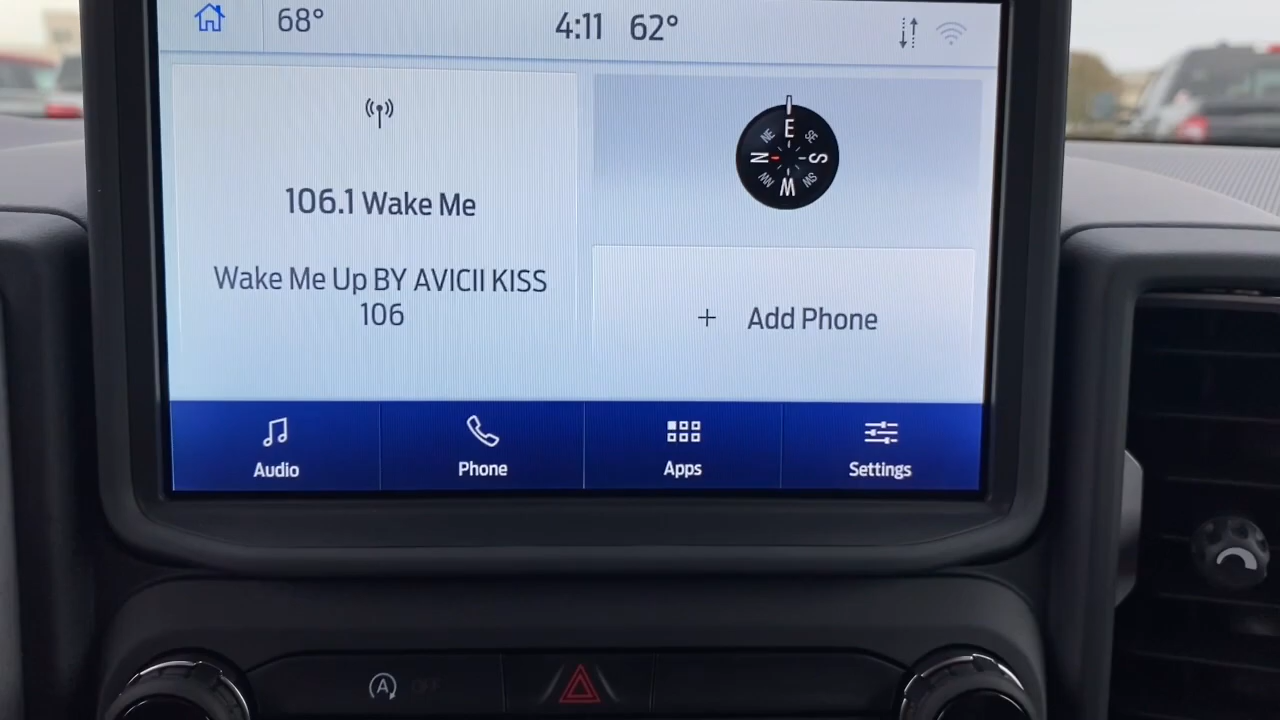 68° 4:11 62°
106.1 Wake Me
Wake Me Up BY AVICII KISS
106
E
NE SE
N S
NW SW
W
+ Add Phone
Audio Phone Apps Settings
A OFF